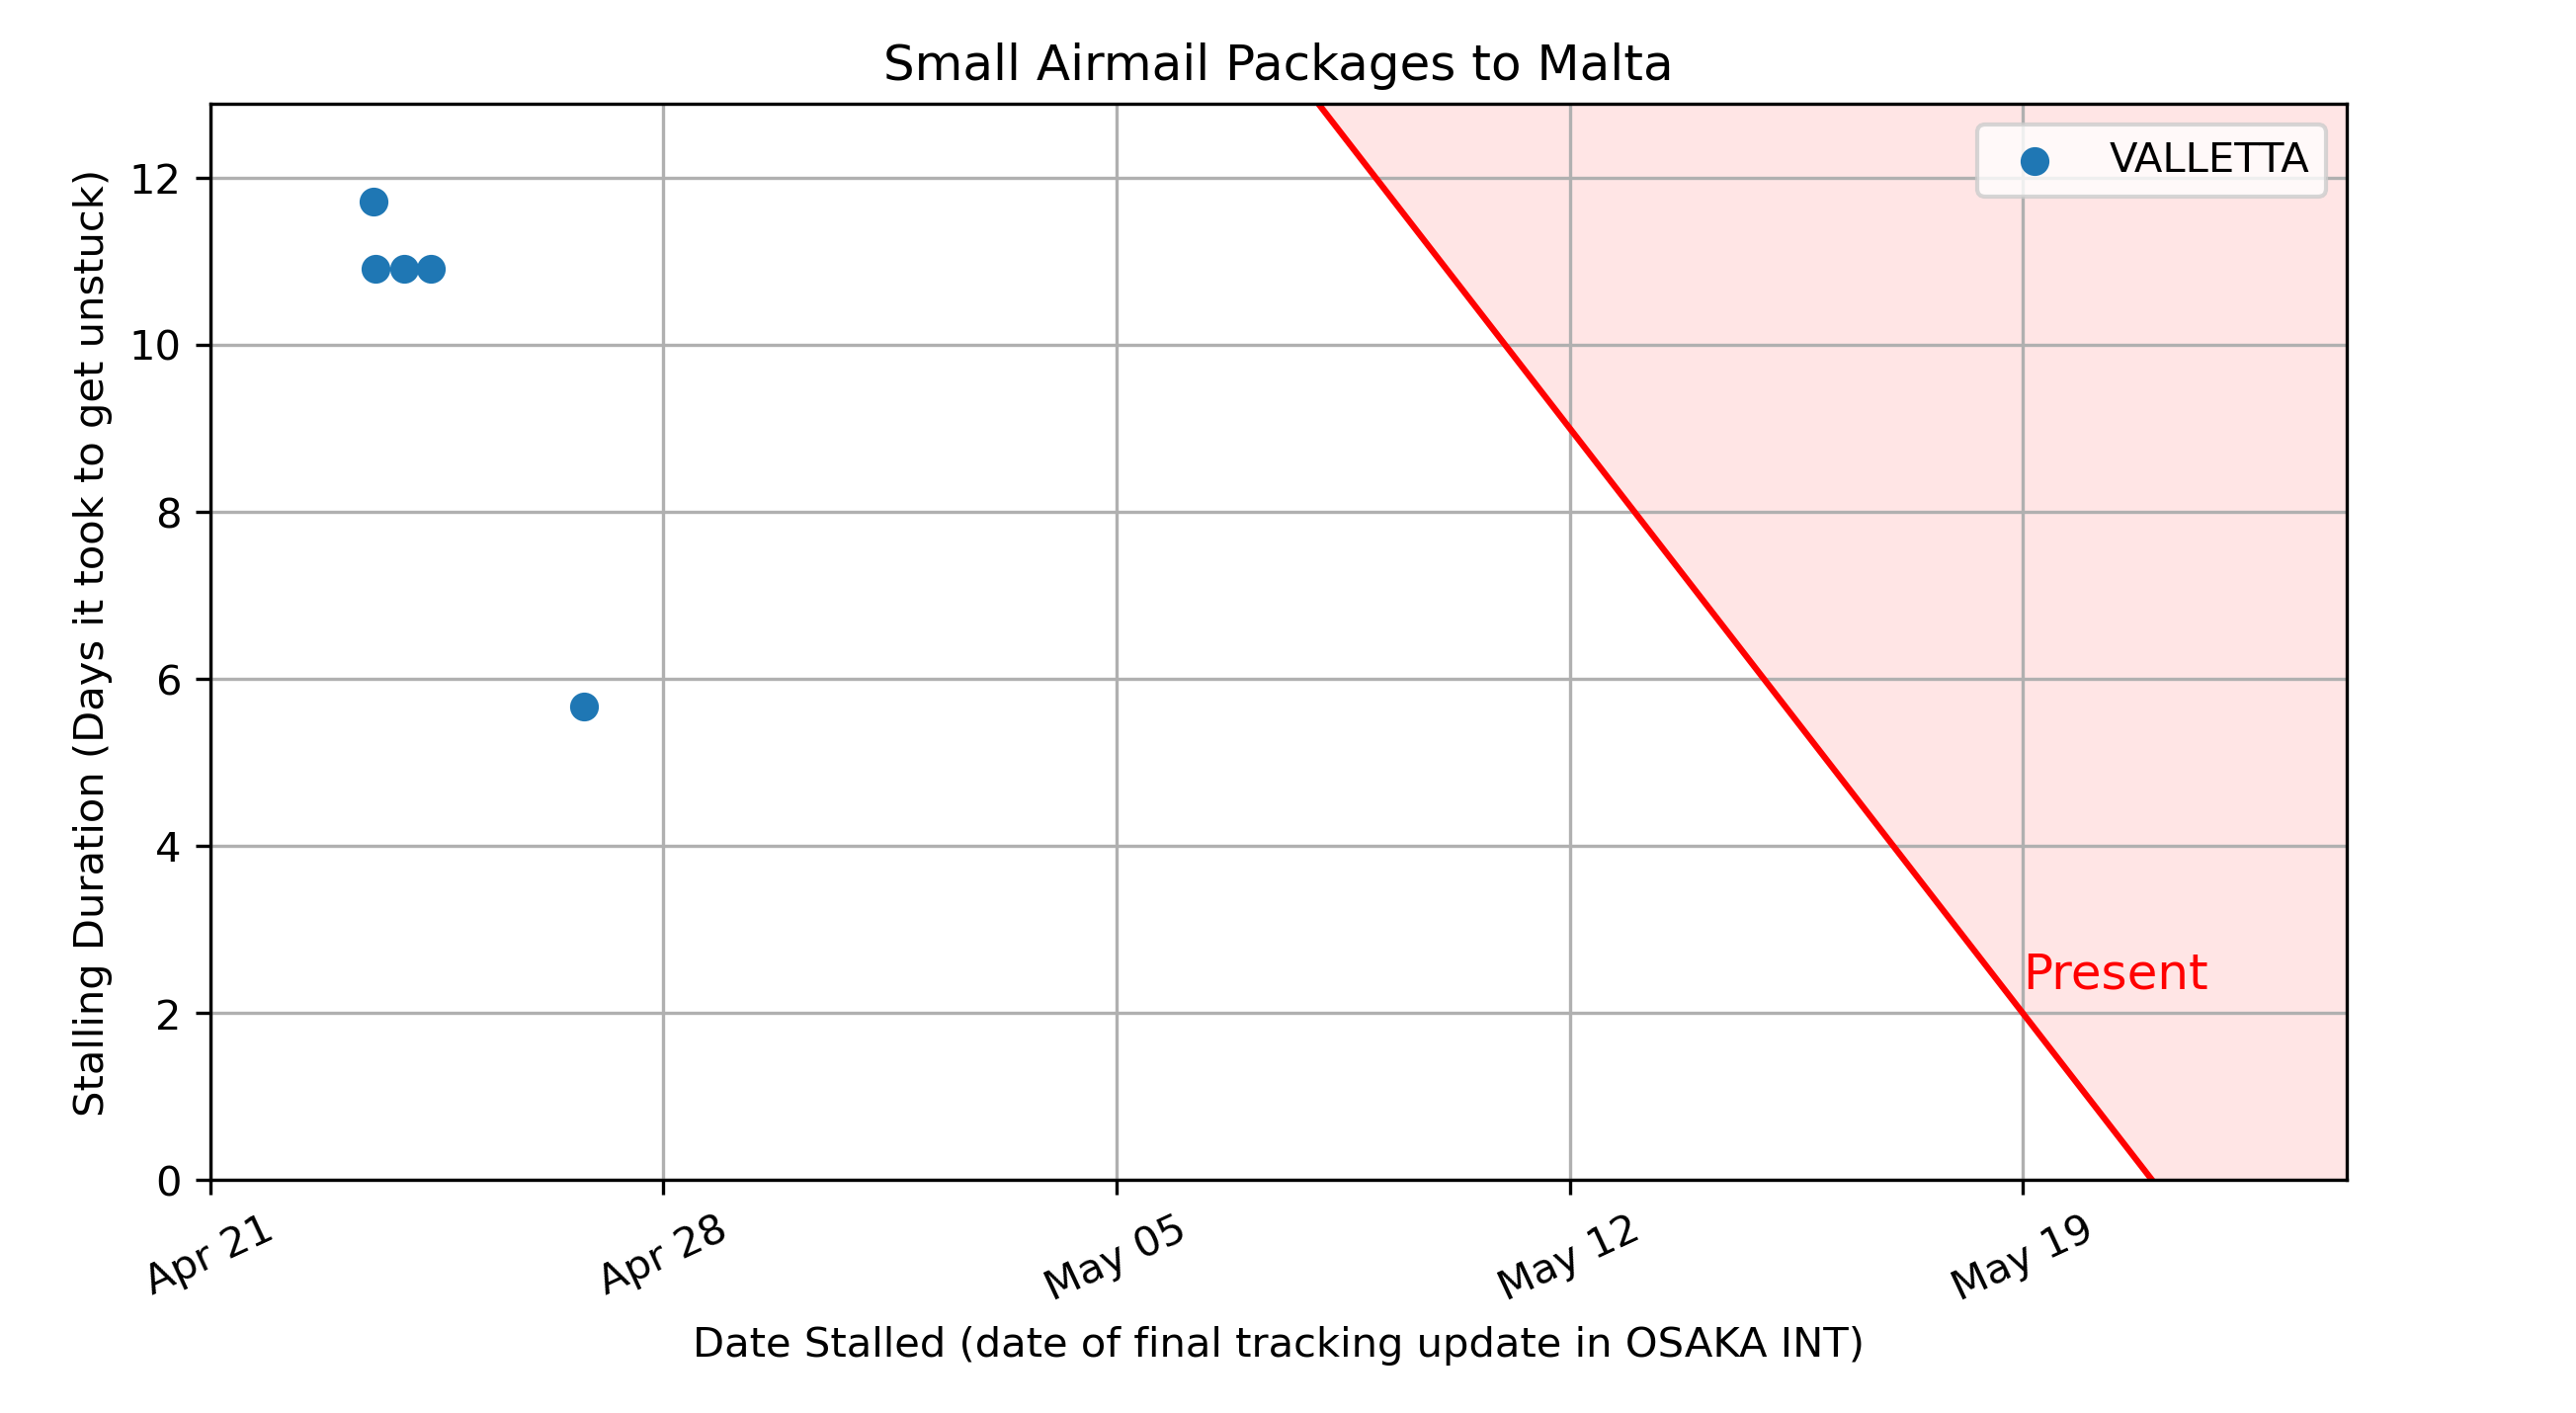 Small Airmail Packages to Malta
VALLETTA
Stalling Duration (Days it took to get unstuck)
12
10
8
6
4
2
0
Present
Apr 21
Apr 28
May 05
May 12
May 19
Date Stalled (date of final tracking update in OSAKA INT)